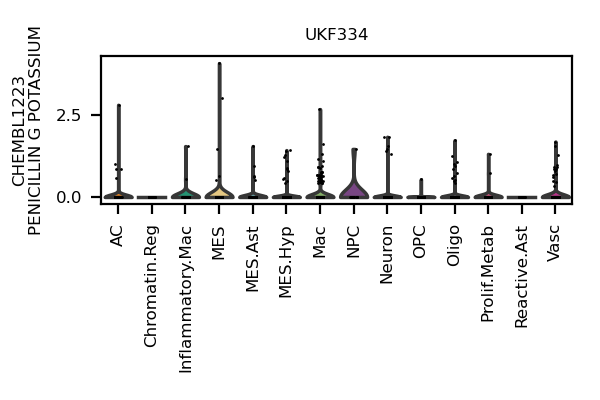 UKF334
CHEMBL1223
PENICILLIN G POTASSIUM
2.5
0.0
AC
Chromatin.Reg
Inflammatory.Mac
MES
MES.Ast
MES.Hyp
Mac
NPC
Neuron
OPC
Oligo
Prolif.Metab
Reactive.Ast
Vasc